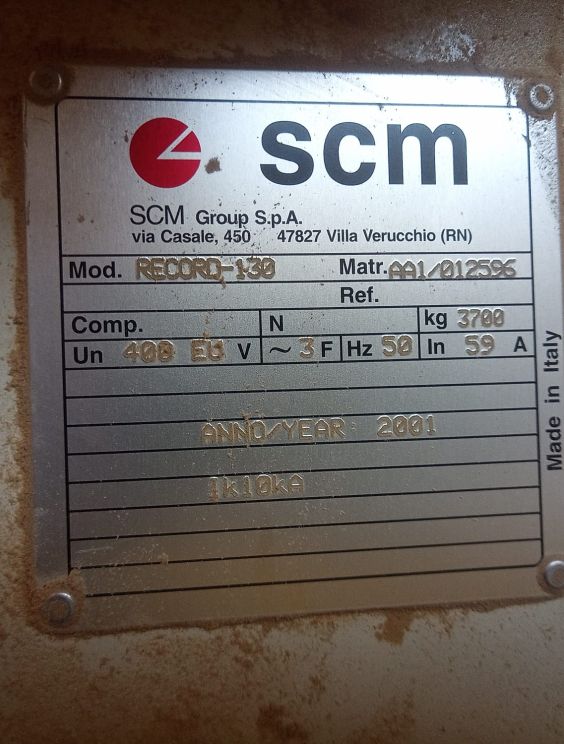 scm
SCM Group S.p.A.
via Casale, 450 47827 Villa Verucchio (RN)
Mod. RECORD-130 Matr. AA1/012596
Ref.
Comp. N kg 3700
Un 400 EU V ~ 3 F Hz 50 In 59 A
ANNO/YEAR 2001
Ik10kA
Made in Italy